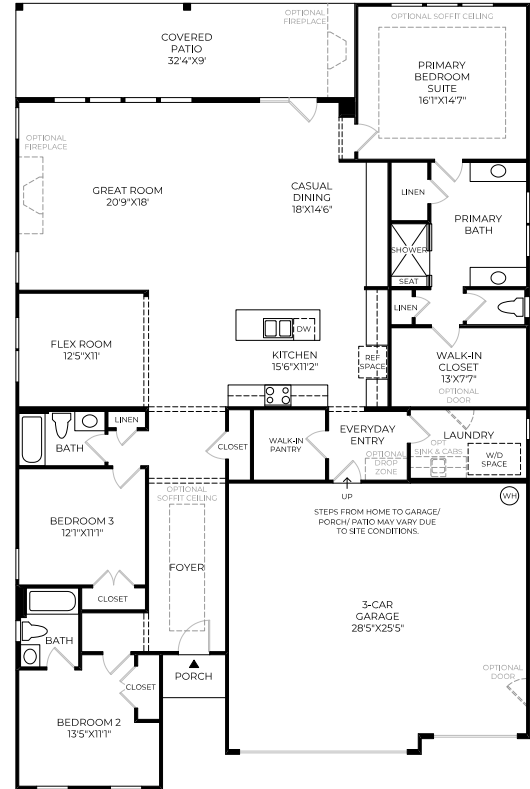 OPTIONAL SOFFIT CEILING
OPTIONAL
FIREPLACE
COVERED
PATIO
32'4"X9'
PRIMARY
BEDROOM
SUITE
16'1"X14'7"
OPTIONAL
FIREPLACE
GREAT ROOM
20'9"X18'
CASUAL
DINING
18'X14'6"
LINEN
PRIMARY
BATH
SHOWER
SEAT
LINEN
DW
FLEX ROOM
12'5"X11'
KITCHEN
15'6"X11'2"
REF
SPACE
WALK-IN
CLOSET
13'X7'7"
OPTIONAL
DOOR
LINEN
BATH
CLOSET
WALK-IN
PANTRY
EVERYDAY
ENTRY
OPTIONAL
DROP
ZONE
LAUNDRY
OPT
SINK & CABS
W/D
SPACE
UP
WH
OPTIONAL
SOFFIT CEILING
STEPS FROM HOME TO GARAGE/
PORCH/ PATIO MAY VARY DUE
TO SITE CONDITIONS.
BEDROOM 3
12'1"X11'1"
FOYER
CLOSET
3-CAR
GARAGE
28'5"X25'5"
BATH
PORCH
CLOSET
OPTIONAL
DOOR
BEDROOM 2
13'5"X11'1"